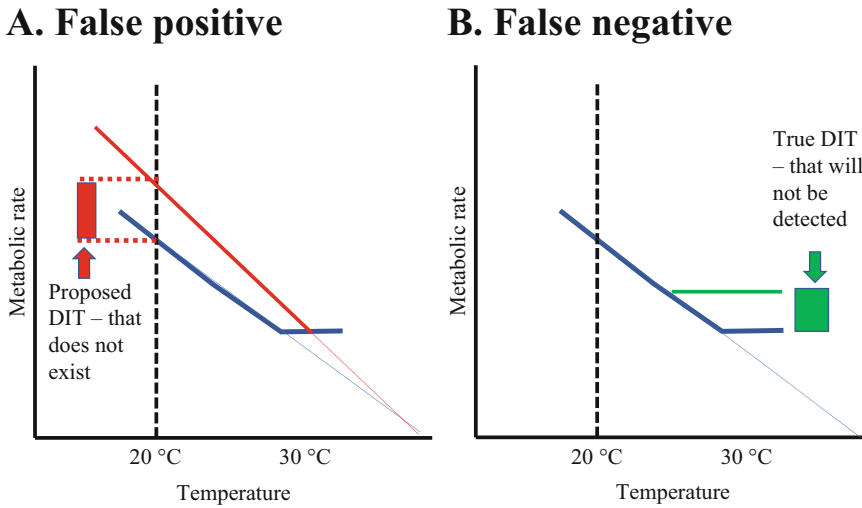 A. False positive
Metabolic rate
Proposed
DIT – that
does not
exist
20 °C
30 °C
Temperature
B. False negative
Metabolic rate
True DIT
– that will
not be
detected
20 °C
30 °C
Temperature